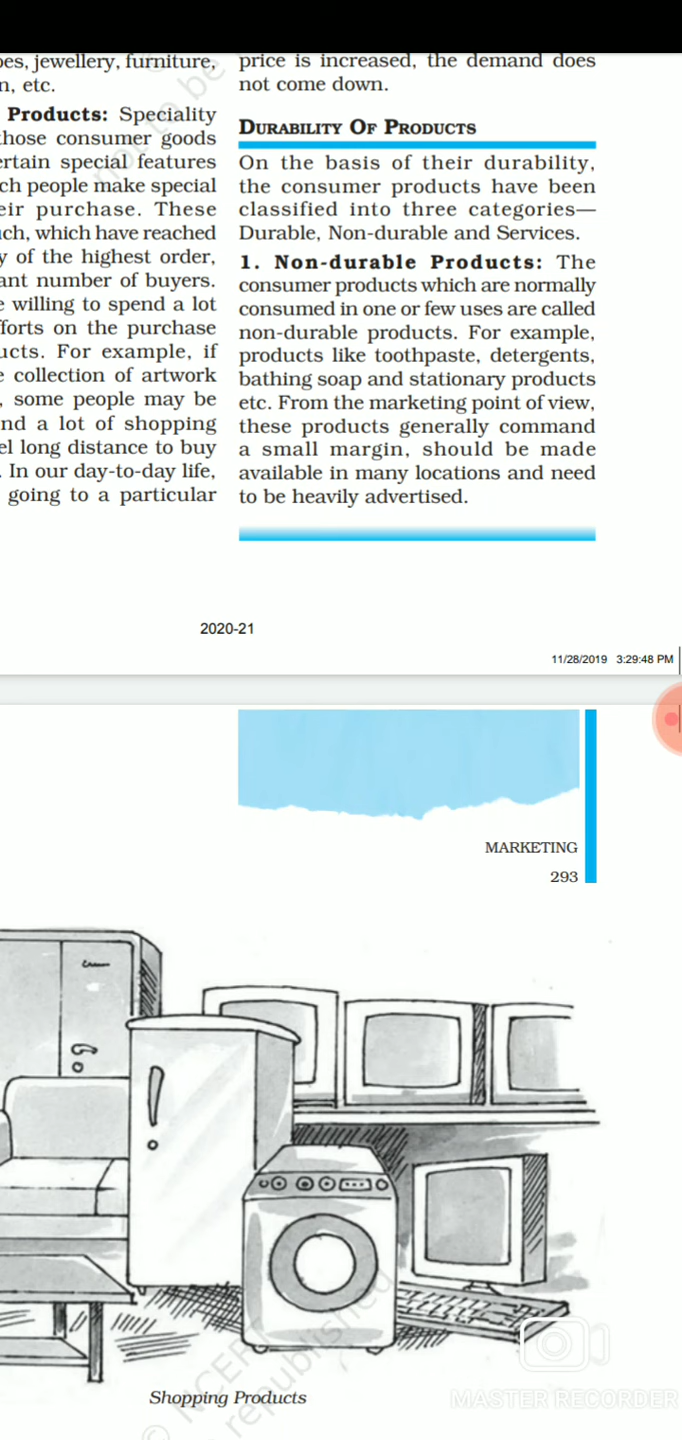 oes, jewellery, furniture,
n, etc.
Products: Speciality
those consumer goods
ertain special features
ch people make special
eir purchase. These
uch, which have reached
y of the highest order,
ant number of buyers.
e willing to spend a lot
fforts on the purchase
ucts. For example, if
e collection of artwork
, some people may be
nd a lot of shopping
el long distance to buy
. In our day-to-day life,
going to a particular
price is increased, the demand does
not come down.
DURABILITY OF PRODUCTS
On the basis of their durability,
the consumer products have been
classified into three categories—
Durable, Non-durable and Services.
1. Non-durable Products: The
consumer products which are normally
consumed in one or few uses are called
non-durable products. For example,
products like toothpaste, detergents,
bathing soap and stationary products
etc. From the marketing point of view,
these products generally command
a small margin, should be made
available in many locations and need
to be heavily advertised.
not to be
2020-21
11/28/2019 3:29:48 PM
MARKETING
293
Shopping Products
© NCERT
republished
MASTER RECORDER